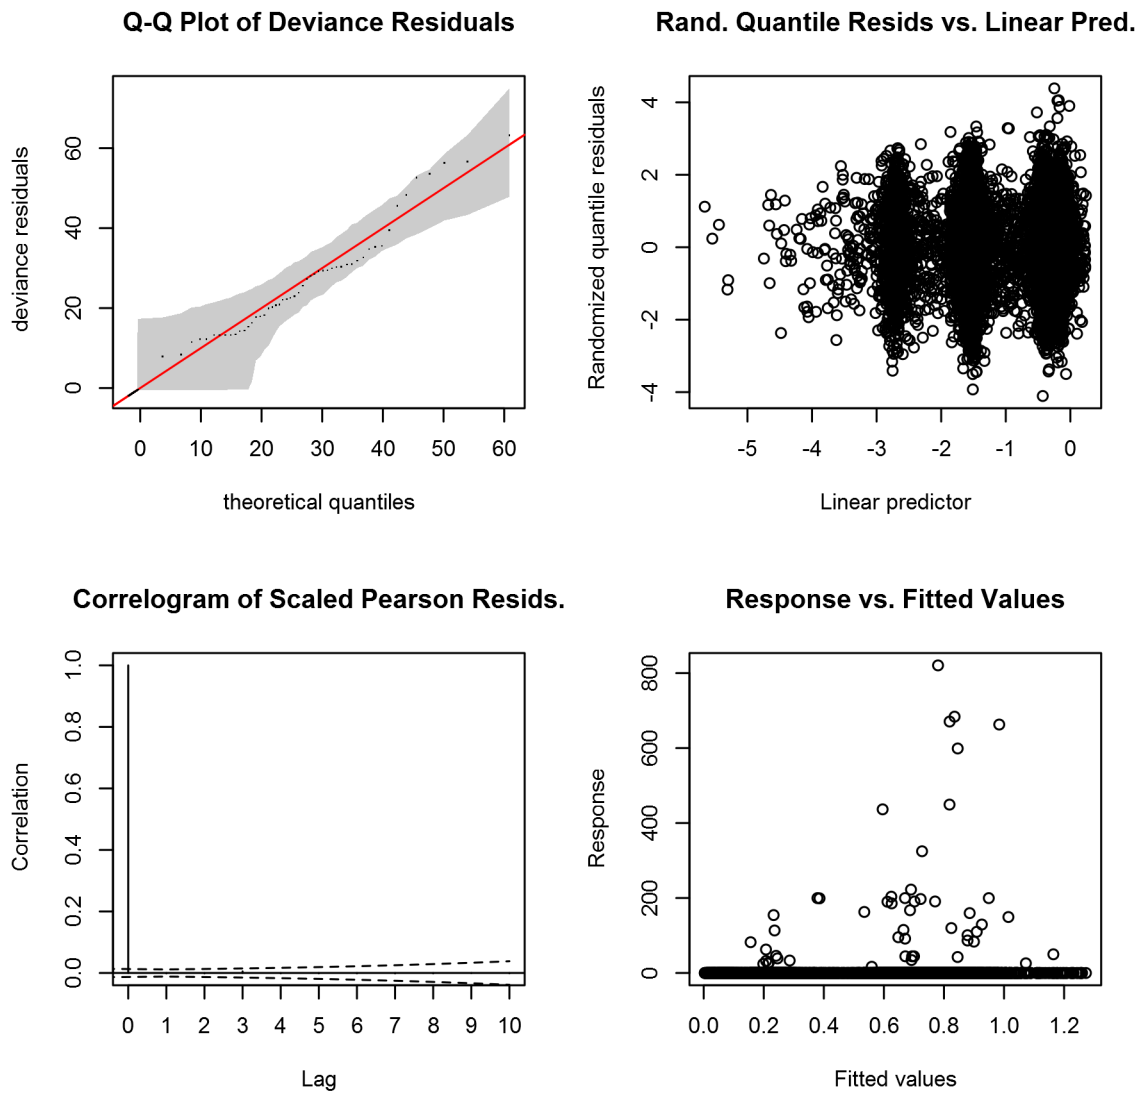 Q-Q Plot of Deviance Residuals
deviance residuals
0 20 40 60
0 10 20 30 40 50 60
theoretical quantiles
Rand. Quantile Resids vs. Linear Pred.
Randomized quantile residuals
-4 -2 0 2 4
-5 -4 -3 -2 -1 0
Linear predictor
Correlogram of Scaled Pearson Resids.
Correlation
0.0 0.2 0.4 0.6 0.8 1.0
0 1 2 3 4 5 6 7 8 9 10
Lag
Response vs. Fitted Values
Response
0 200 400 600 800
0.0 0.2 0.4 0.6 0.8 1.0 1.2
Fitted values